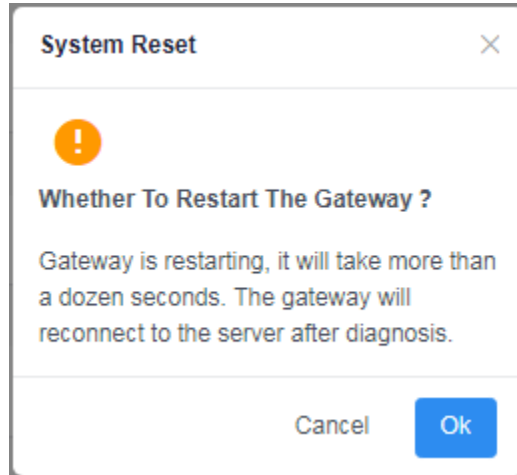 System Reset
Whether To Restart The Gateway ?
Gateway is restarting, it will take more than
a dozen seconds. The gateway will
reconnect to the server after diagnosis.
Cancel
Ok